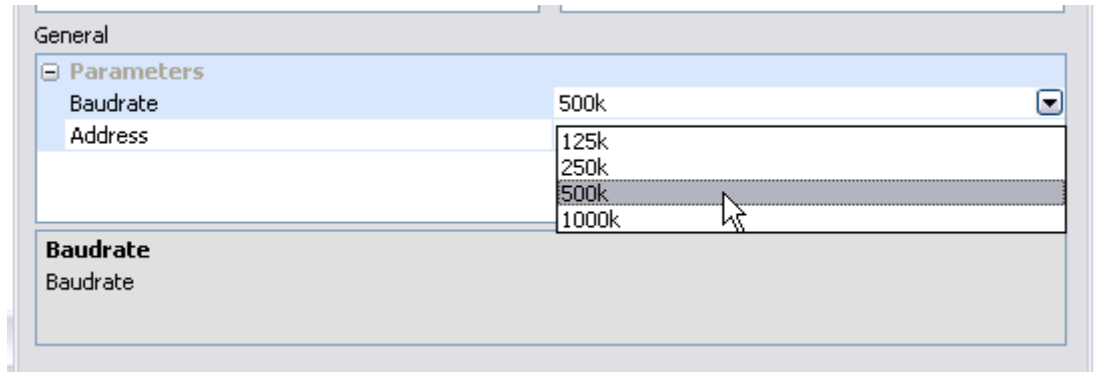 General
Parameters
Baudrate 500k
Address
125k
250k
500k
1000k
Baudrate
Baudrate